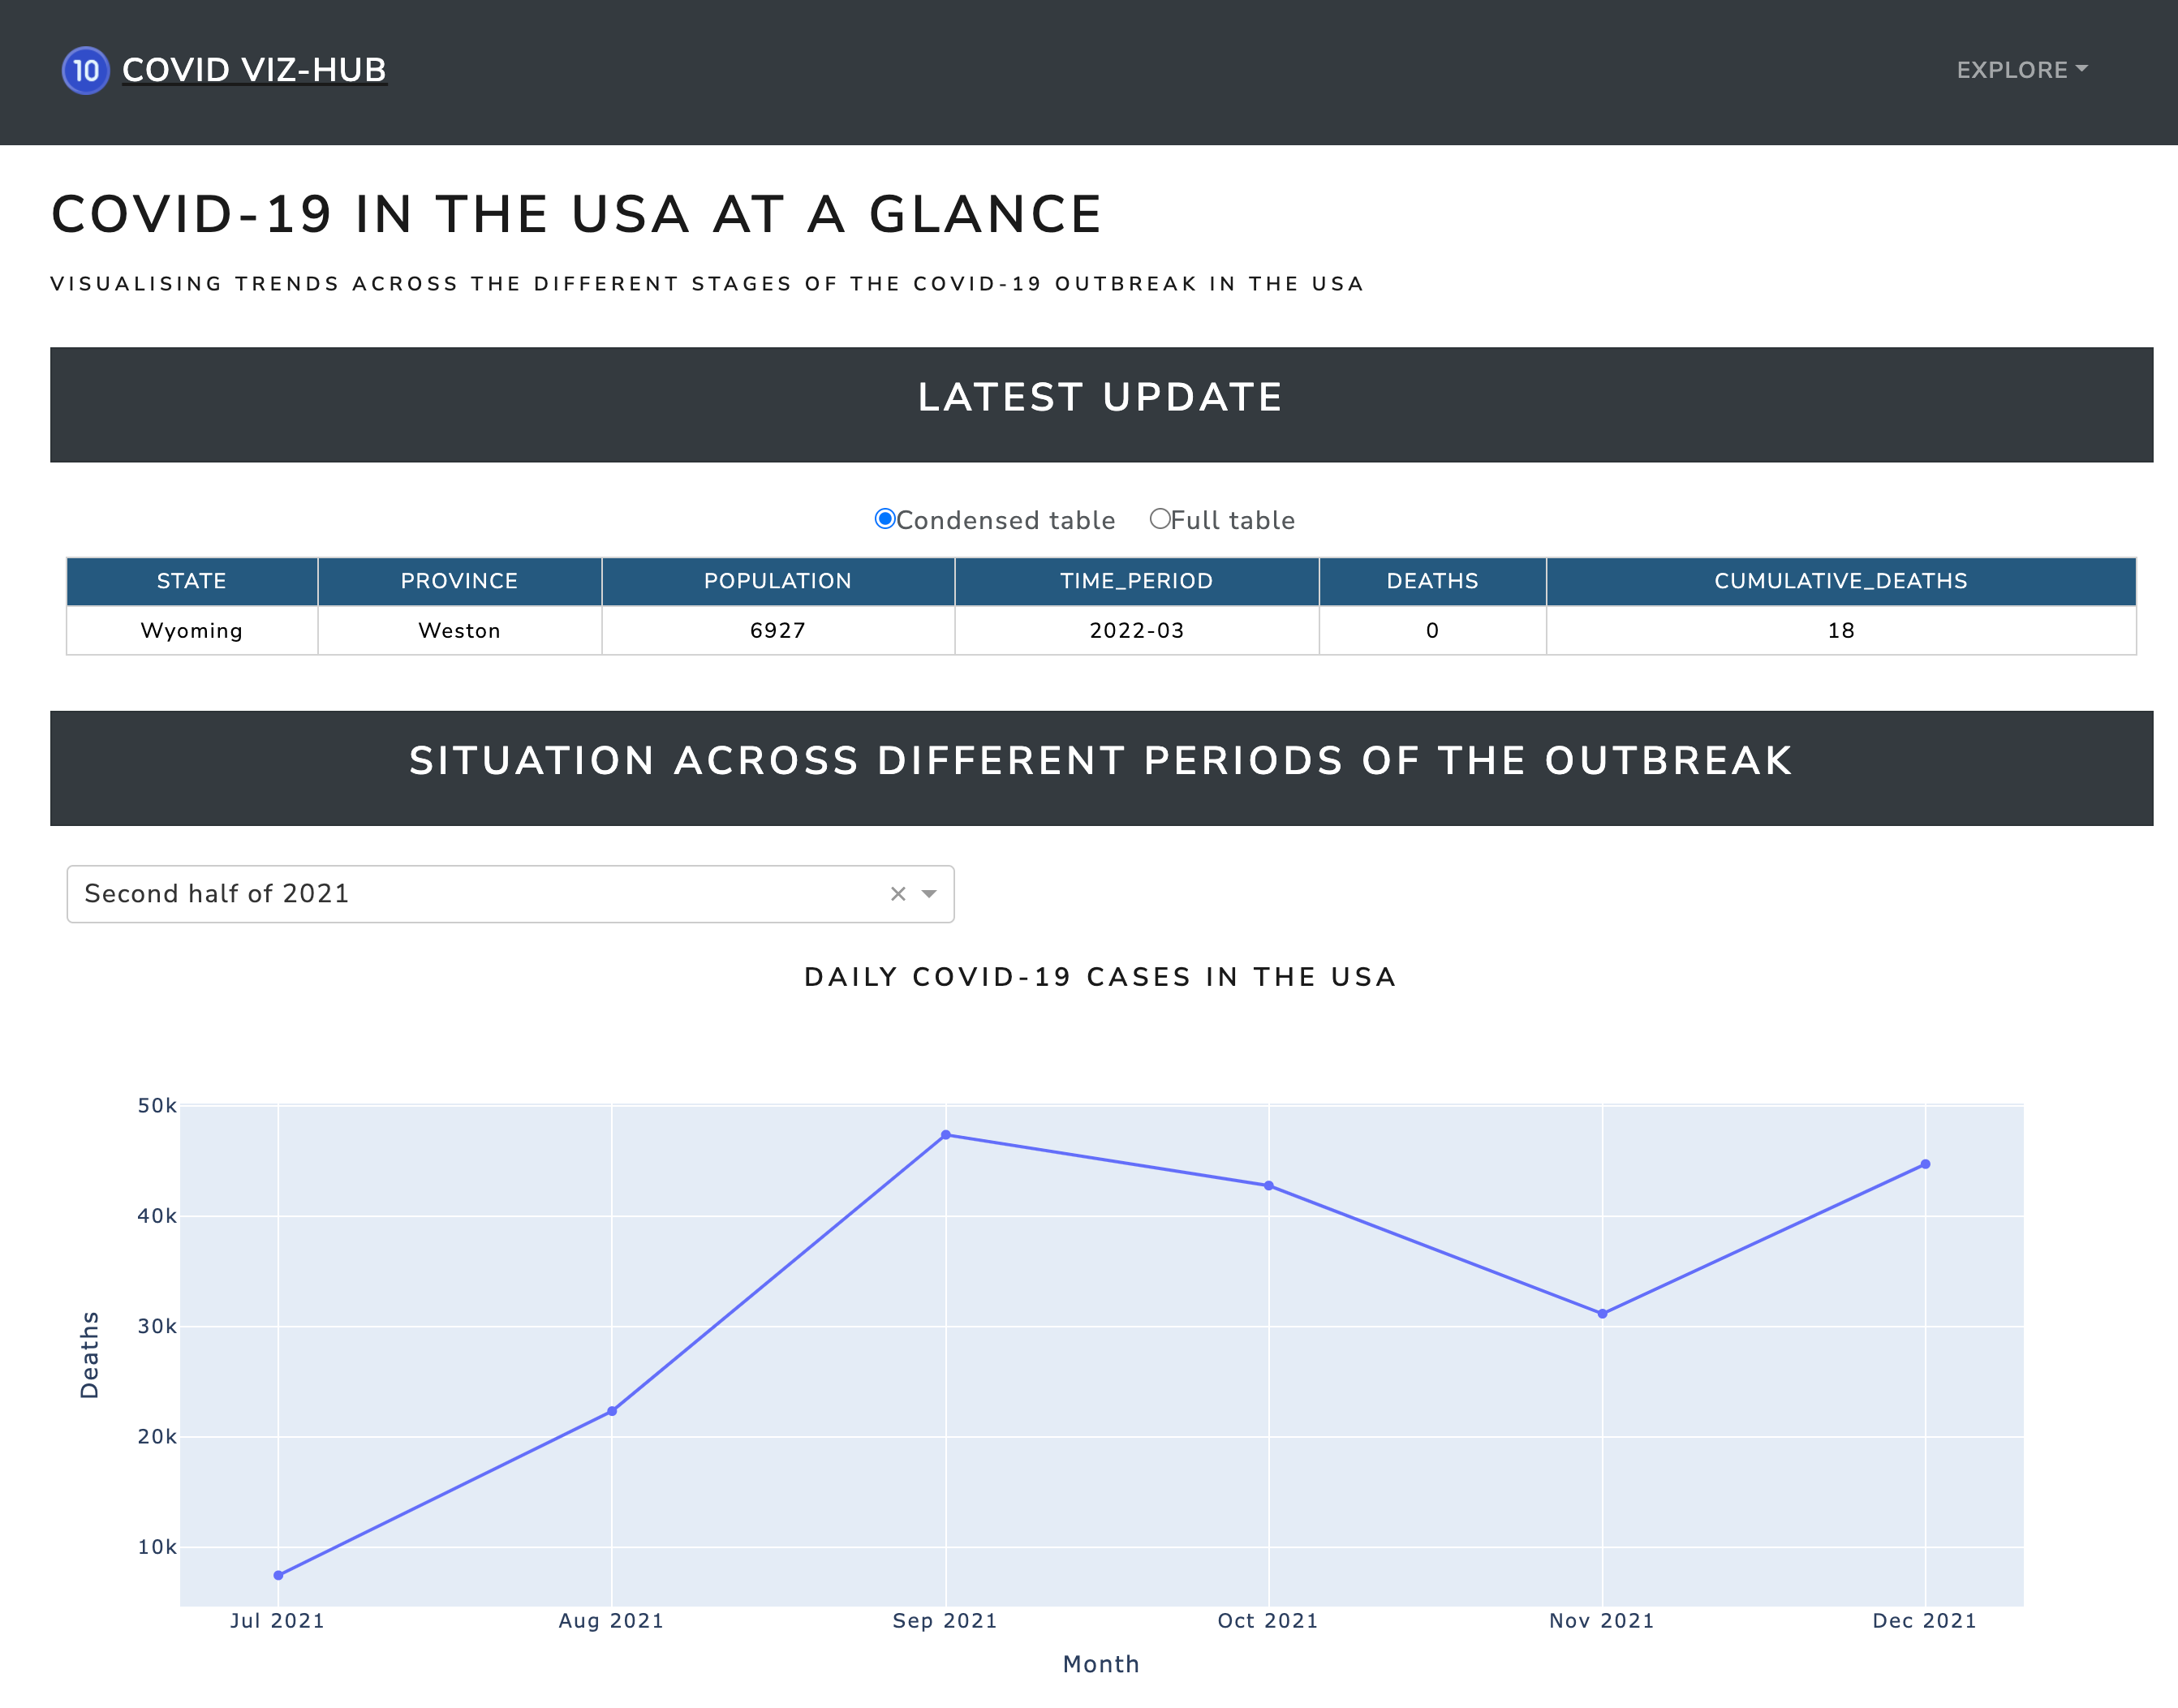 10 COVID VIZ-HUB EXPLORE
COVID-19 IN THE USA AT A GLANCE
VISUALISING TRENDS ACROSS THE DIFFERENT STAGES OF THE COVID-19 OUTBREAK IN THE USA
LATEST UPDATE
Condensed table Full table
STATE PROVINCE POPULATION TIME_PERIOD DEATHS CUMULATIVE_DEATHS
Wyoming Weston 6927 2022-03 0 18
SITUATION ACROSS DIFFERENT PERIODS OF THE OUTBREAK
Second half of 2021 ×
DAILY COVID-19 CASES IN THE USA
50k
40k
30k
20k
10k
Deaths
Jul 2021 Aug 2021 Sep 2021 Oct 2021 Nov 2021 Dec 2021
Month